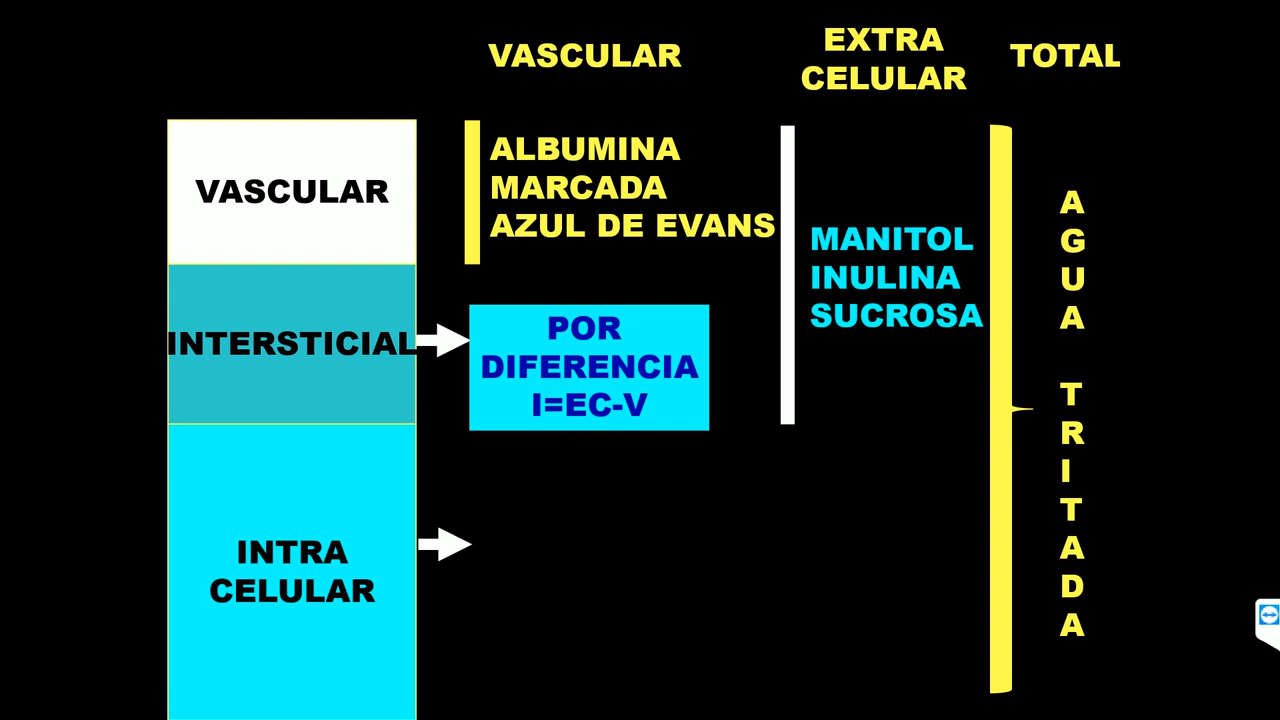 VASCULAR
EXTRA
CELULAR
TOTAL
VASCULAR
ALBUMINA
MARCADA
AZUL DE EVANS
MANITOL
INULINA
SUCROSA
INTERSTICIAL
POR
DIFERENCIA
I=EC-V
INTRA
CELULAR
A
G
U
A
T
R
I
T
A
D
A